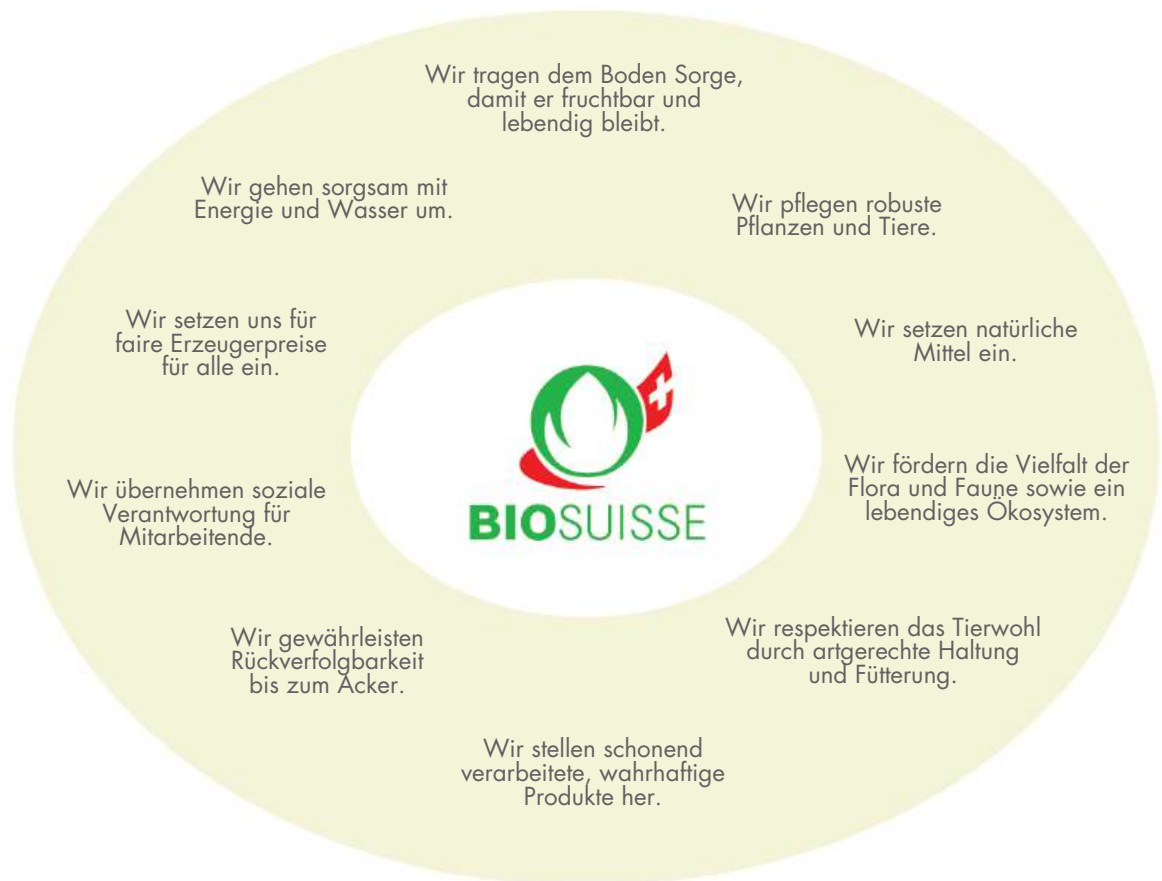 Wir tragen dem Boden Sorge,
damit er fruchtbar und
lebendig bleibt.
Wir gehen sorgsam mit
Energie und Wasser um.
Wir pflegen robuste
Pflanzen und Tiere.
Wir setzen uns für
faire Erzeugerpreise
für alle ein.
Wir setzen natürliche
Mittel ein.
BIOSUISSE
Wir übernehmen soziale
Verantwortung für
Mitarbeitende.
Wir fördern die Vielfalt der
Flora und Faune sowie ein
lebendiges Ökosystem.
Wir gewährleisten
Rückverfolgbarkeit
bis zum Acker.
Wir respektieren das Tierwohl
durch artgerechte Haltung
und Fütterung.
Wir stellen schonend
verarbeitete, wahrhaftige
Produkte her.